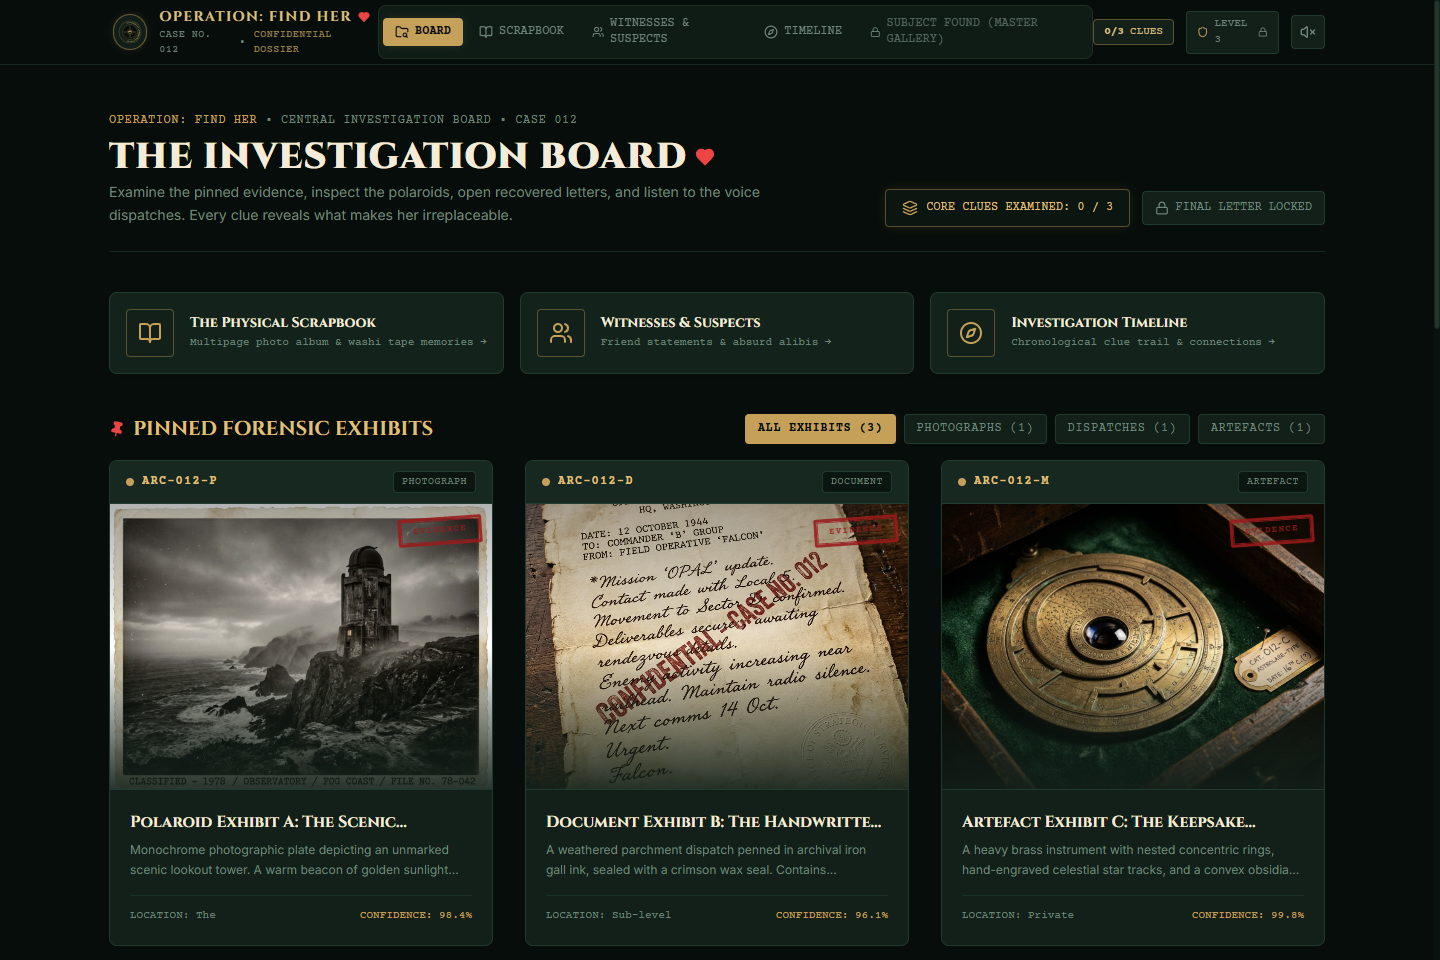 OPERATION: FIND HER
CASE NO. 012 • CONFIDENTIAL DOSSIER
BOARD
SCRAPBOOK
WITNESSES & SUSPECTS
TIMELINE
SUBJECT FOUND (MASTER GALLERY)
0/3 CLUES
LEVEL 3
OPERATION: FIND HER • CENTRAL INVESTIGATION BOARD • CASE 012
THE INVESTIGATION BOARD
Examine the pinned evidence, inspect the polaroids, open recovered letters, and listen to the voice
dispatches. Every clue reveals what makes her irreplaceable.
CORE CLUES EXAMINED: 0 / 3
FINAL LETTER LOCKED
THE PHYSICAL SCRAPBOOK
Multipage photo album & washi tape memories →
WITNESSES & SUSPECTS
Friend statements & absurd alibis →
INVESTIGATION TIMELINE
Chronological clue trail & connections →
PINNED FORENSIC EXHIBITS
ALL EXHIBITS (3)
PHOTOGRAPHS (1)
DISPATCHES (1)
ARTEFACTS (1)
ARC-012-P
PHOTOGRAPH
CLASSIFIED - 1978 / OBSERVATORY / FOG COAST / FILE NO. 78-042
POLAROID EXHIBIT A: THE SCENIC...
Monochrome photographic plate depicting an unmarked
scenic lookout tower. A warm beacon of golden sunlight...
LOCATION: The
CONFIDENCE: 98.4%
ARC-012-D
DOCUMENT
HQ,
DATE: 12 OCTOBER 1944
TO: COMMANDER 'B' GROUP
FROM: FIELD OPERATIVE 'FALCON'
*Mission 'OPAL' update.
Contact made with Local
Movement to Sector confirmed.
Deliverables awaiting
rendezvous
activity increasing near
Maintain radio silence.
Next comms 14 Oct.
Urgent.
Falcon.
CONFIDENTIAL - CASE NO. 012
DOCUMENT EXHIBIT B: THE HANDWRITTE...
A weathered parchment dispatch penned in archival iron
gall ink, sealed with a crimson wax seal. Contains...
LOCATION: Sub-level
CONFIDENCE: 96.1%
ARC-012-M
ARTEFACT
EVIDENCE
ARTEFACT EXHIBIT C: THE KEEPSAKE...
A heavy brass instrument with nested concentric rings,
hand-engraved celestial star tracks, and a convex obsidia...
LOCATION: Private
CONFIDENCE: 99.8%